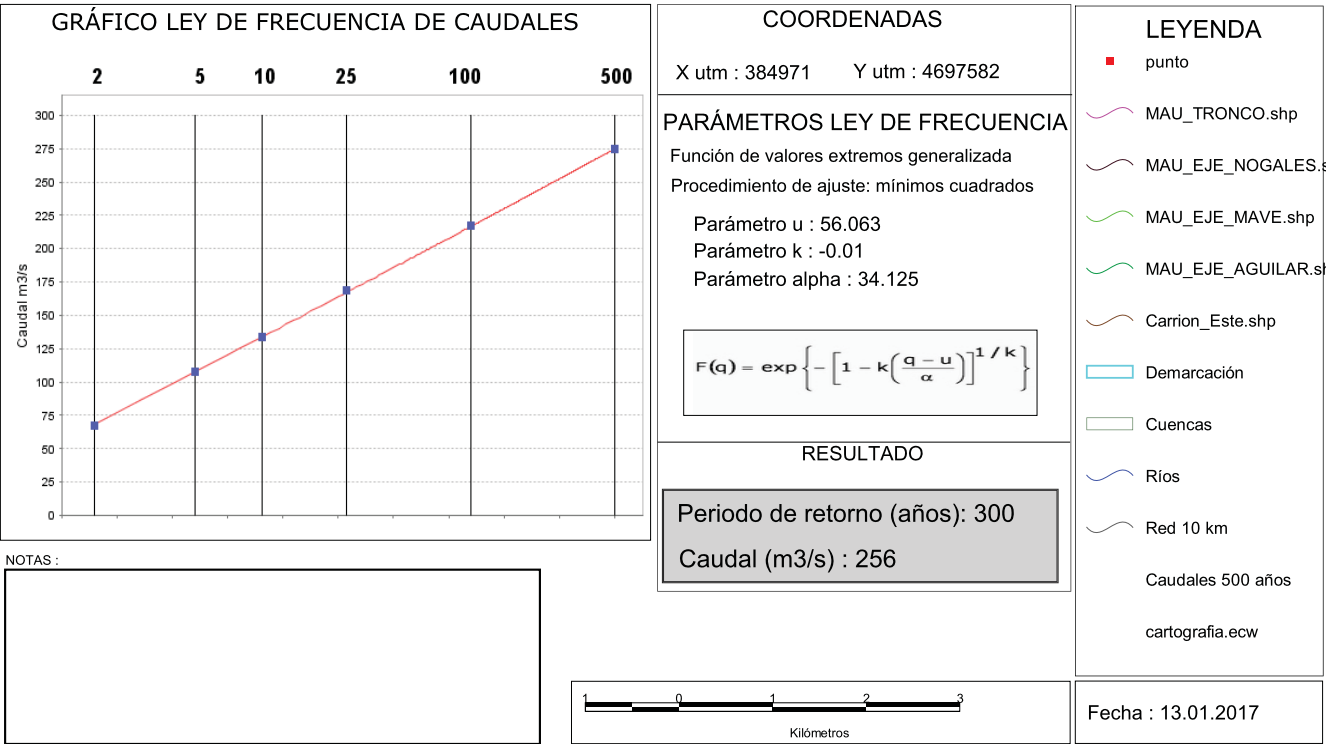 GRÁFICO LEY DE FRECUENCIA DE CAUDALES
2 5 10 25 100 500
300
275
250
225
200
175
150
125
100
75
50
25
0
Caudal m3/s
NOTAS :
COORDENADAS
X utm : 384971 Y utm : 4697582
PARÁMETROS LEY DE FRECUENCIA
Función de valores extremos generalizada
Procedimiento de ajuste: mínimos cuadrados
Parámetro u : 56.063
Parámetro k : -0.01
Parámetro alpha : 34.125
F(q) = exp{-[1 - k((q - u)/α)]^1/k}
RESULTADO
Periodo de retorno (años): 300
Caudal (m3/s) : 256
1 0 1 2 3
Kilómetros
LEYENDA
punto
MAU_TRONCO.shp
MAU_EJE_NOGALES.s
MAU_EJE_MAVE.shp
MAU_EJE_AGUILAR.sh
Carrion_Este.shp
Demarcación
Cuencas
Ríos
Red 10 km
Caudales 500 años
cartografia.ecw
Fecha : 13.01.2017